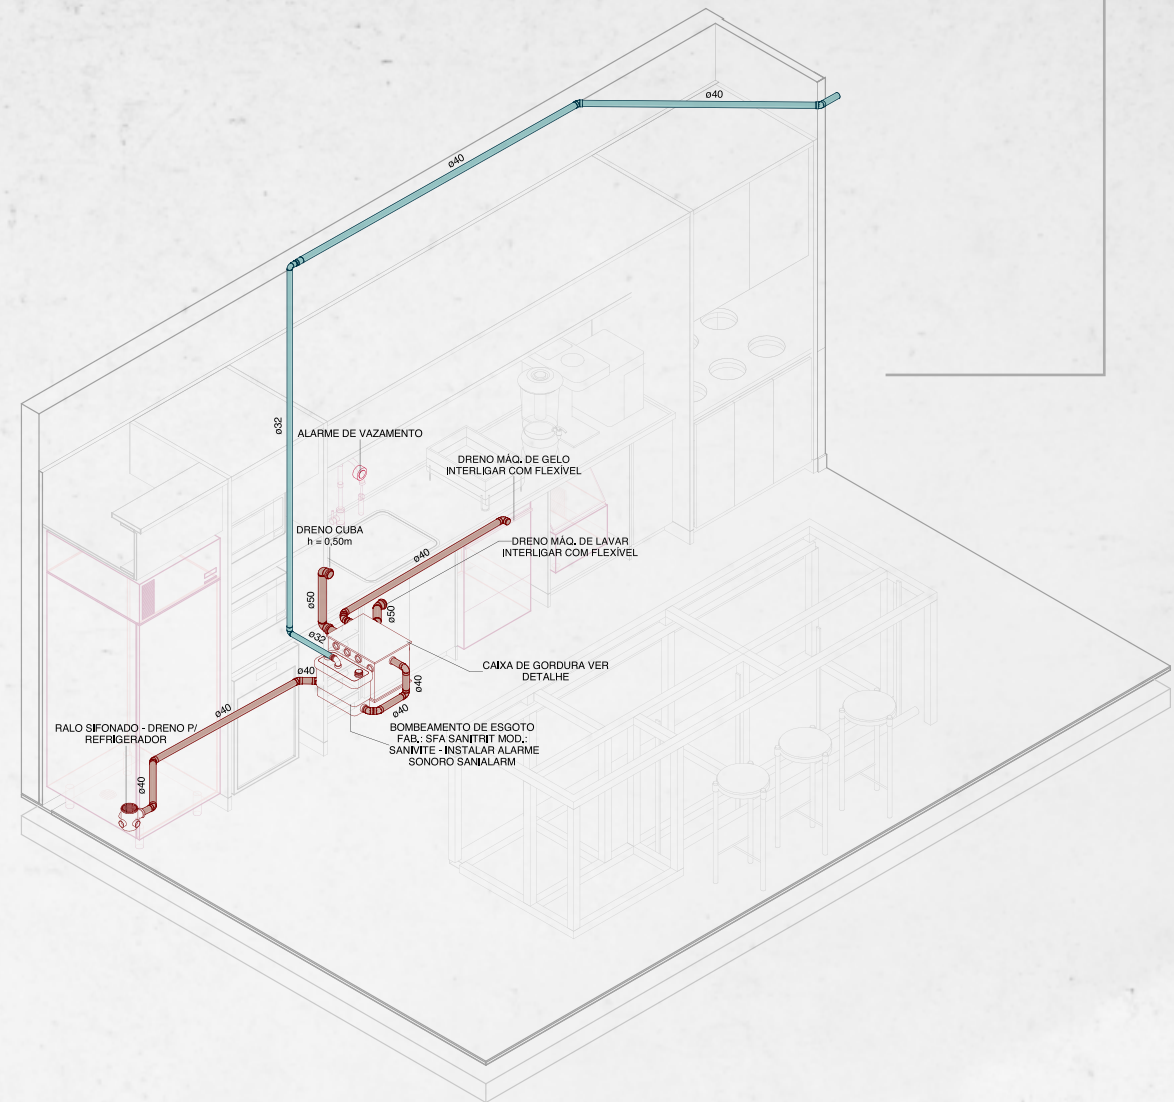 ø40
ø40
ø32
ALARME DE VAZAMENTO
DRENO MÁQ. DE GELO
INTERLIGAR COM FLEXÍVEL
DRENO CUBA
h = 0,50m
DRENO MÁQ. DE LAVAR
INTERLIGAR COM FLEXÍVEL
ø40
ø50
ø50
ø32
CAIXA DE GORDURA VER
DETALHE
ø40
ø40
ø40
ø40
RALO SIFONADO - DRENO P/
REFRIGERADOR
BOMBEAMENTO DE ESGOTO
FAB.: SFA SANITRIT MOD.:
SANIVITE - INSTALAR ALARME
SONORO SANIALARM
ø40